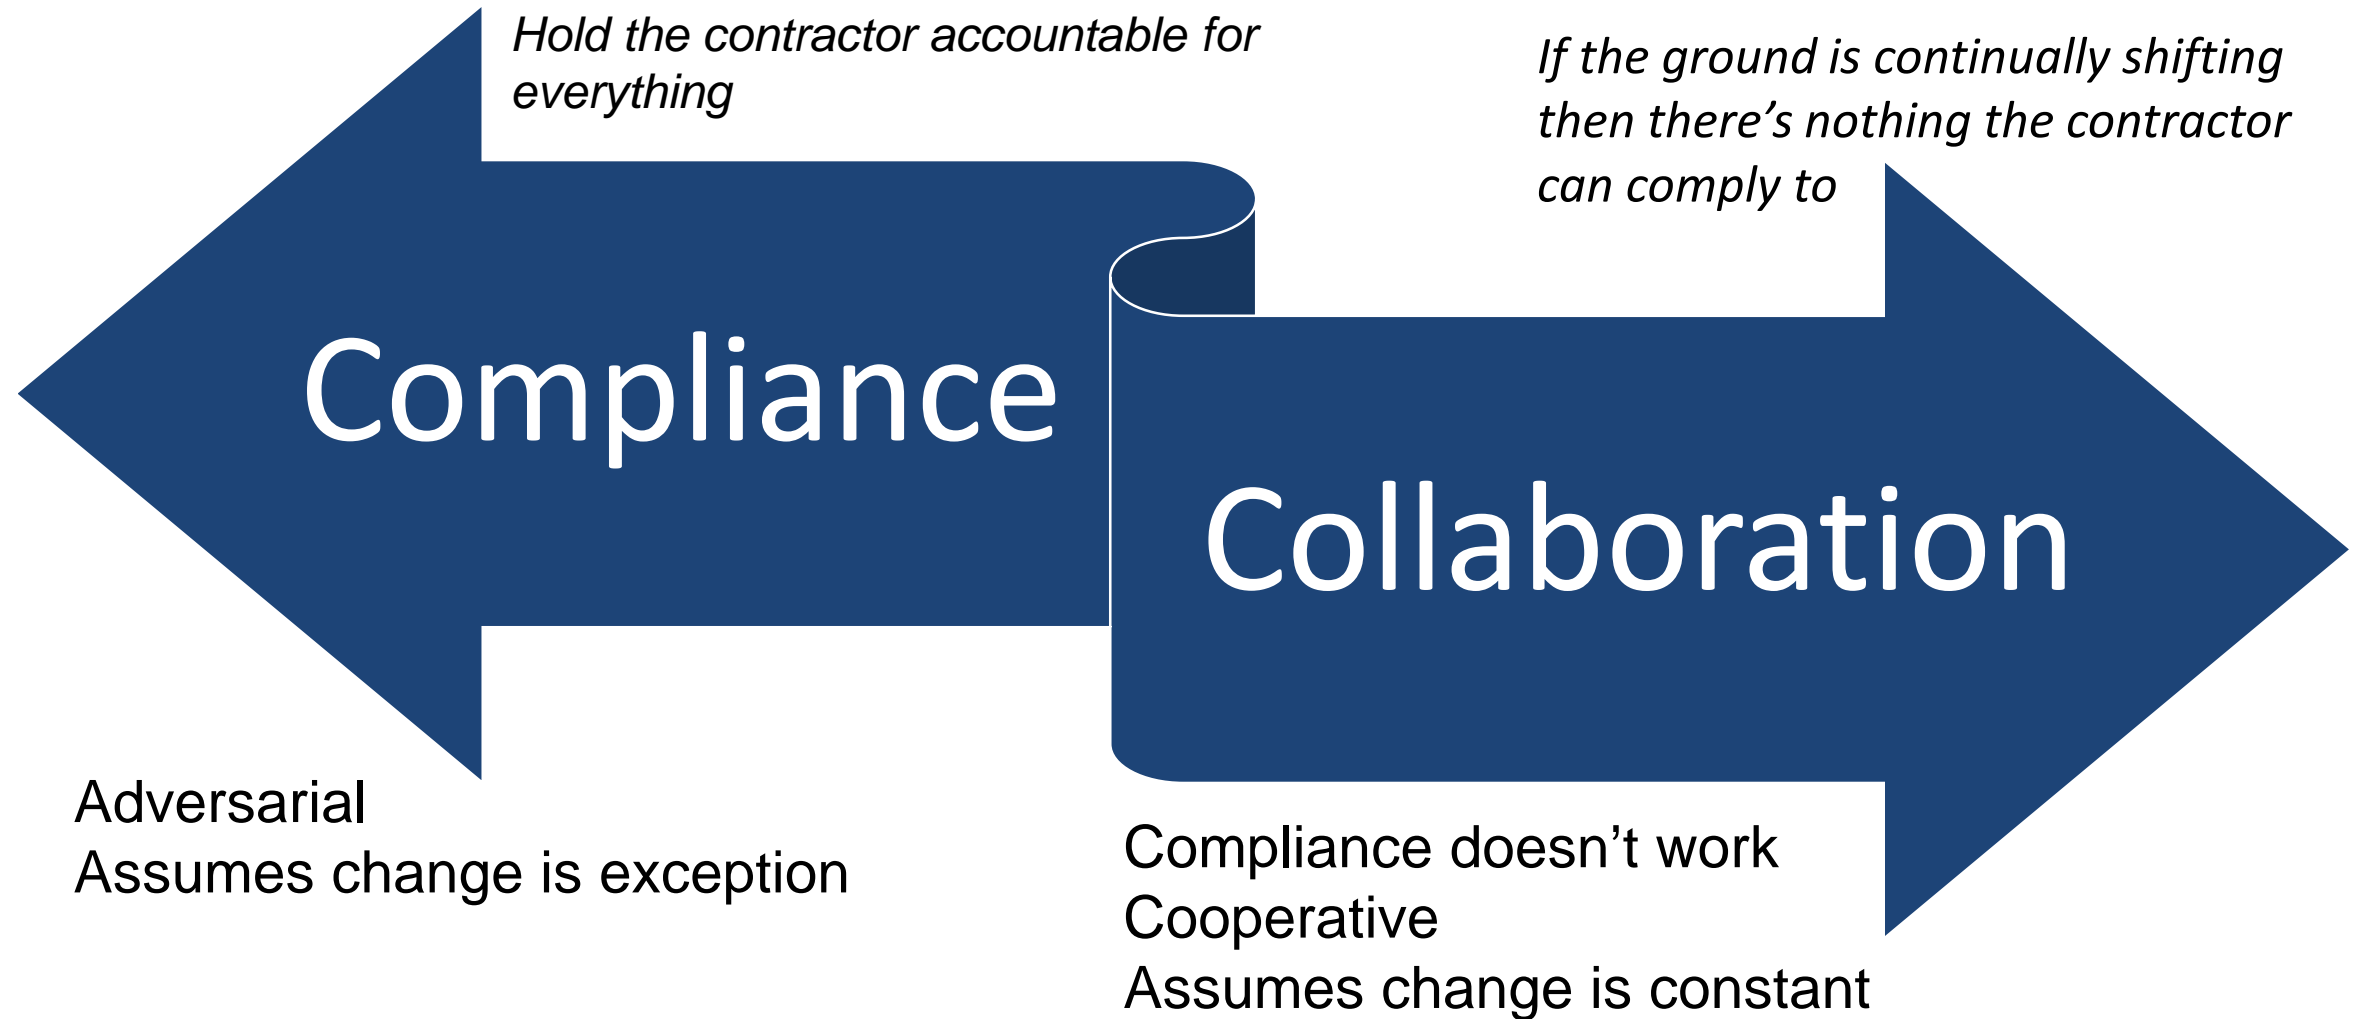 Hold the contractor accountable for
everything
If the ground is continually shifting
then there’s nothing the contractor
can comply to
Compliance
Collaboration
Adversarial
Assumes change is exception
Compliance doesn’t work
Cooperative
Assumes change is constant